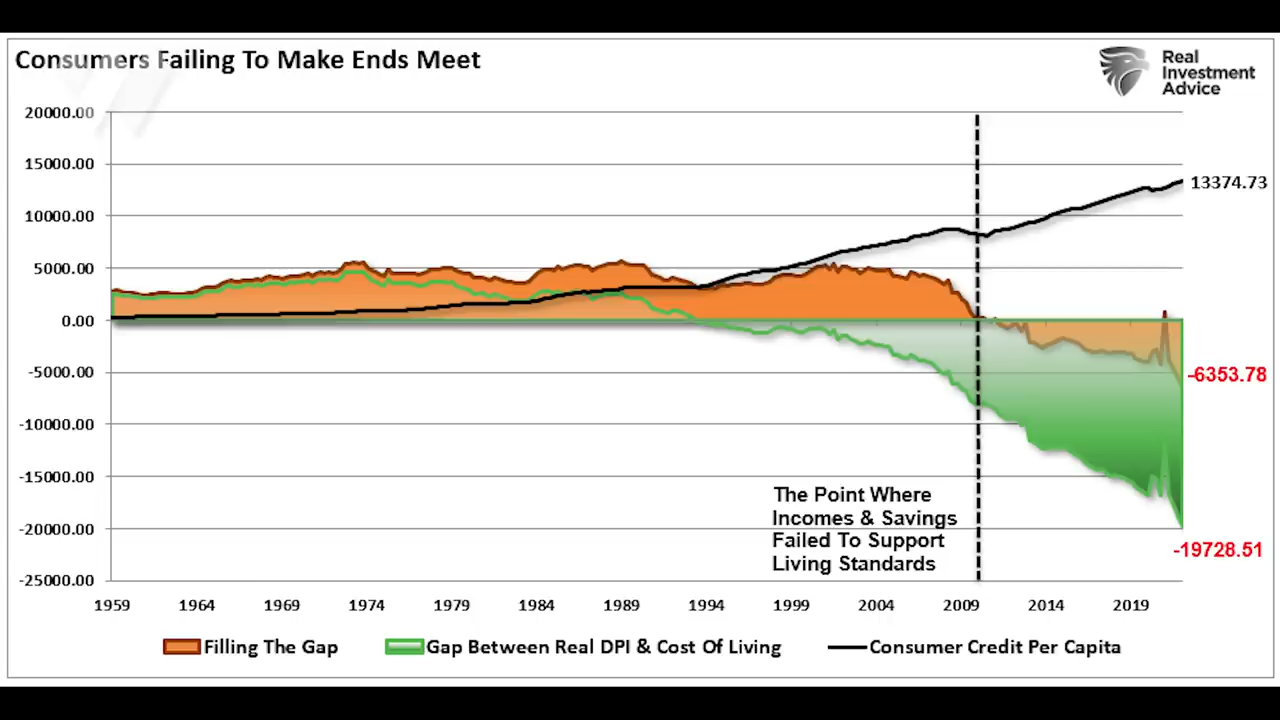 Consumers Failing To Make Ends Meet
Real
Investment
Advice
20000.00
15000.00
10000.00
5000.00
0.00
-5000.00
-10000.00
-15000.00
-20000.00
-25000.00
13374.73
-6353.78
-19728.51
The Point Where
Incomes & Savings
Failed To Support
Living Standards
1959 1964 1969 1974 1979 1984 1989 1994 1999 2004 2009 2014 2019
Filling The Gap Gap Between Real DPI & Cost Of Living Consumer Credit Per Capita